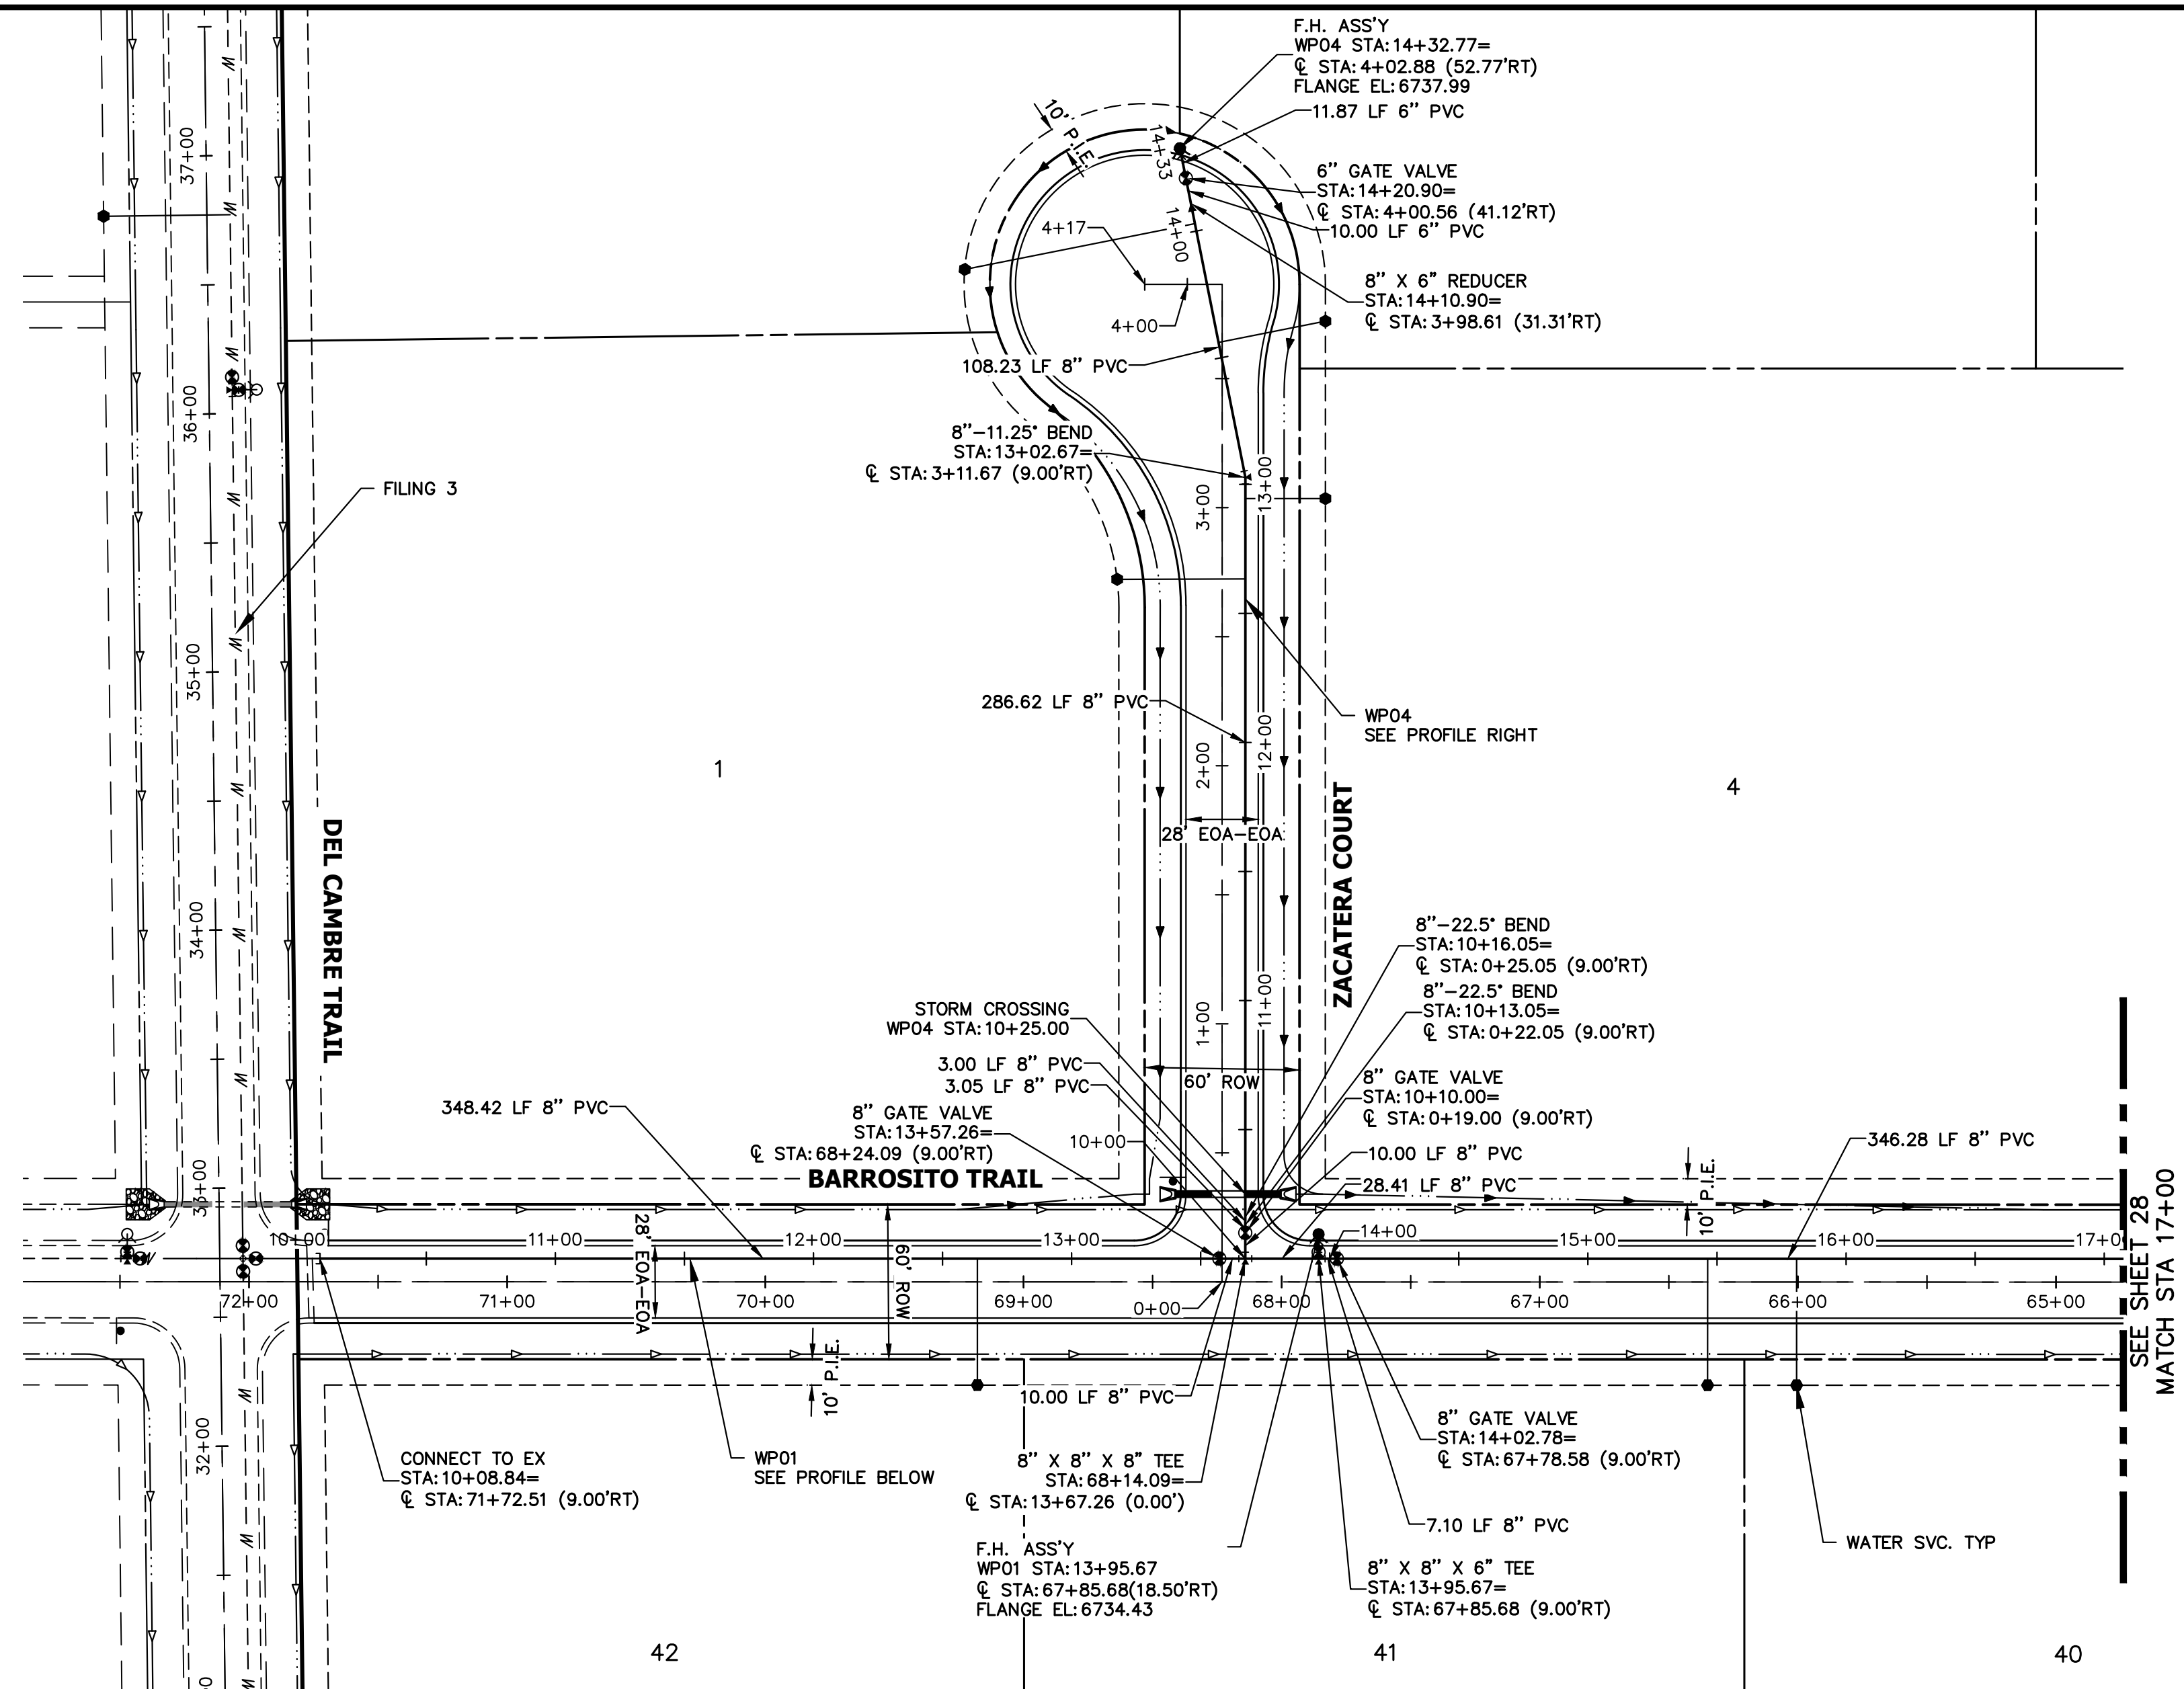 F.H. ASS'Y
WP04 STA:14+32.77=
℄ STA:4+02.88 (52.77'RT)
FLANGE EL:6737.99
11.87 LF 6" PVC
10' P.I.E.
14+33
6" GATE VALVE
STA:14+20.90=
℄ STA:4+00.56 (41.12'RT)
10.00 LF 6" PVC
14+00
4+17
8" X 6" REDUCER
STA:14+10.90=
℄ STA:3+98.61 (31.31'RT)
4+00
108.23 LF 8" PVC
8"-11.25° BEND
STA:13+02.67=
℄ STA:3+11.67 (9.00'RT)
37+00
36+00
35+00
34+00
33+00
32+00
W
W
W
W
W
W
W
W
W
W
W
W
FILING 3
3+00
13+00
286.62 LF 8" PVC
WP04
SEE PROFILE RIGHT
2+00
12+00
1
4
28' EOA-EOA
DEL CAMBRE TRAIL
ZACATERA COURT
8"-22.5° BEND
STA:10+16.05=
℄ STA:0+25.05 (9.00'RT)
8"-22.5° BEND
STA:10+13.05=
℄ STA:0+22.05 (9.00'RT)
STORM CROSSING
WP04 STA:10+25.00
1+00
11+00
3.00 LF 8" PVC
3.05 LF 8" PVC
60' ROW
8" GATE VALVE
STA:10+10.00=
℄ STA:0+19.00 (9.00'RT)
348.42 LF 8" PVC
8" GATE VALVE
STA:13+57.26=
℄ STA:68+24.09 (9.00'RT)
10+00
10.00 LF 8" PVC
346.28 LF 8" PVC
BARROSITO TRAIL
28.41 LF 8" PVC
10' P.I.E.
10+00
11+00
12+00
13+00
14+00
15+00
16+00
17+0
28' EOA-EOA
60' ROW
72+00
71+00
70+00
69+00
0+00
68+00
67+00
66+00
65+00
SEE SHEET 28
MATCH STA 17+00
10' P.I.E.
10.00 LF 8" PVC
CONNECT TO EX
STA:10+08.84=
℄ STA:71+72.51 (9.00'RT)
WP01
SEE PROFILE BELOW
8" X 8" X 8" TEE
STA:68+14.09=
℄ STA:13+67.26 (0.00')
8" GATE VALVE
STA:14+02.78=
℄ STA:67+78.58 (9.00'RT)
7.10 LF 8" PVC
WATER SVC. TYP
F.H. ASS'Y
WP01 STA:13+95.67
℄ STA:67+85.68(18.50'RT)
FLANGE EL:6734.43
8" X 8" X 6" TEE
STA:13+95.67=
℄ STA:67+85.68 (9.00'RT)
42
41
40